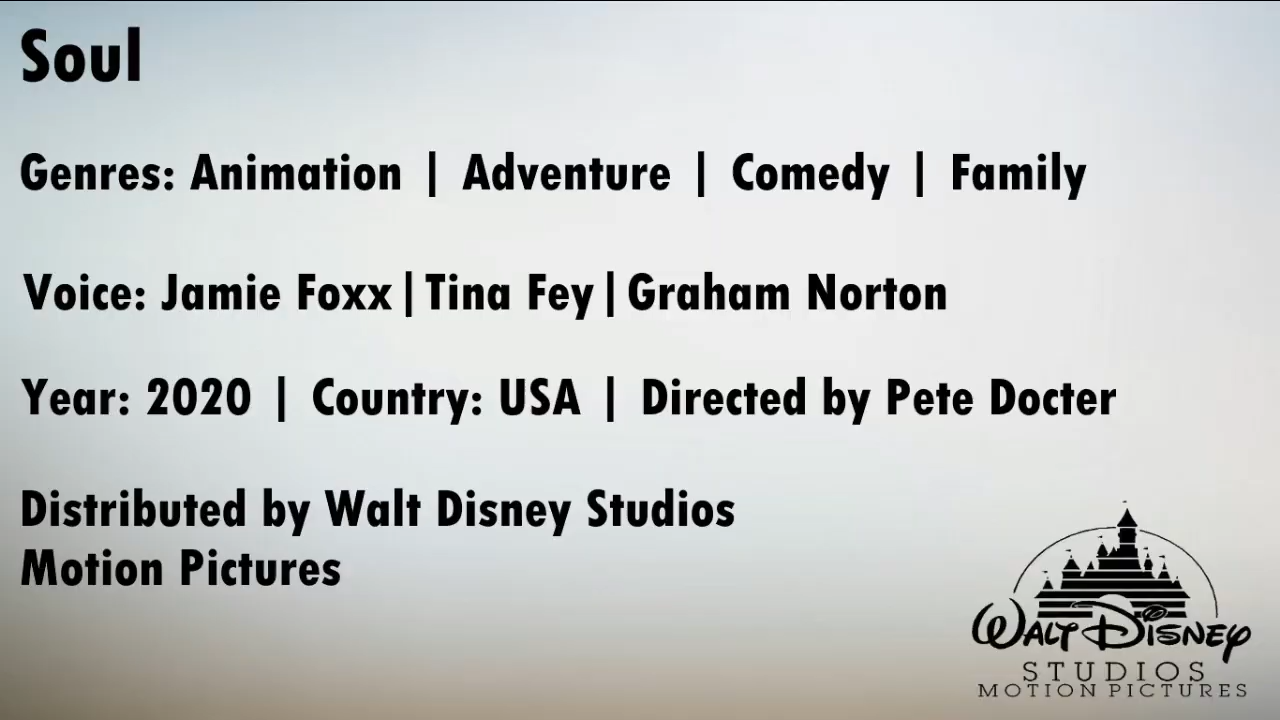 Soul
Genres: Animation | Adventure | Comedy | Family
Voice: Jamie Foxx|Tina Fey|Graham Norton
Year: 2020 | Country: USA | Directed by Pete Docter
Distributed by Walt Disney Studios
Motion Pictures
WALT DISNEY
STUDIOS
MOTION PICTURES